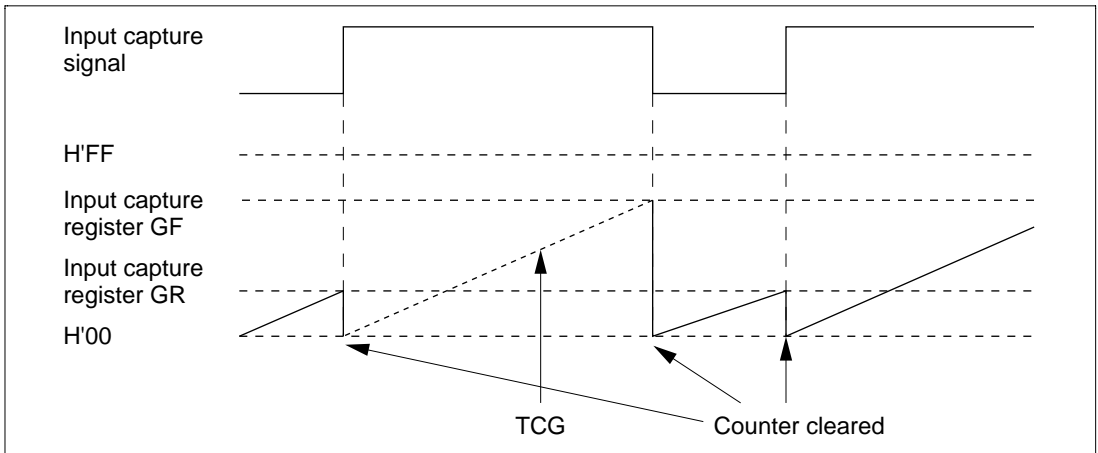 Input capture
signal
H'FF
Input capture
register GF
Input capture
register GR
H'00
TCG
Counter cleared